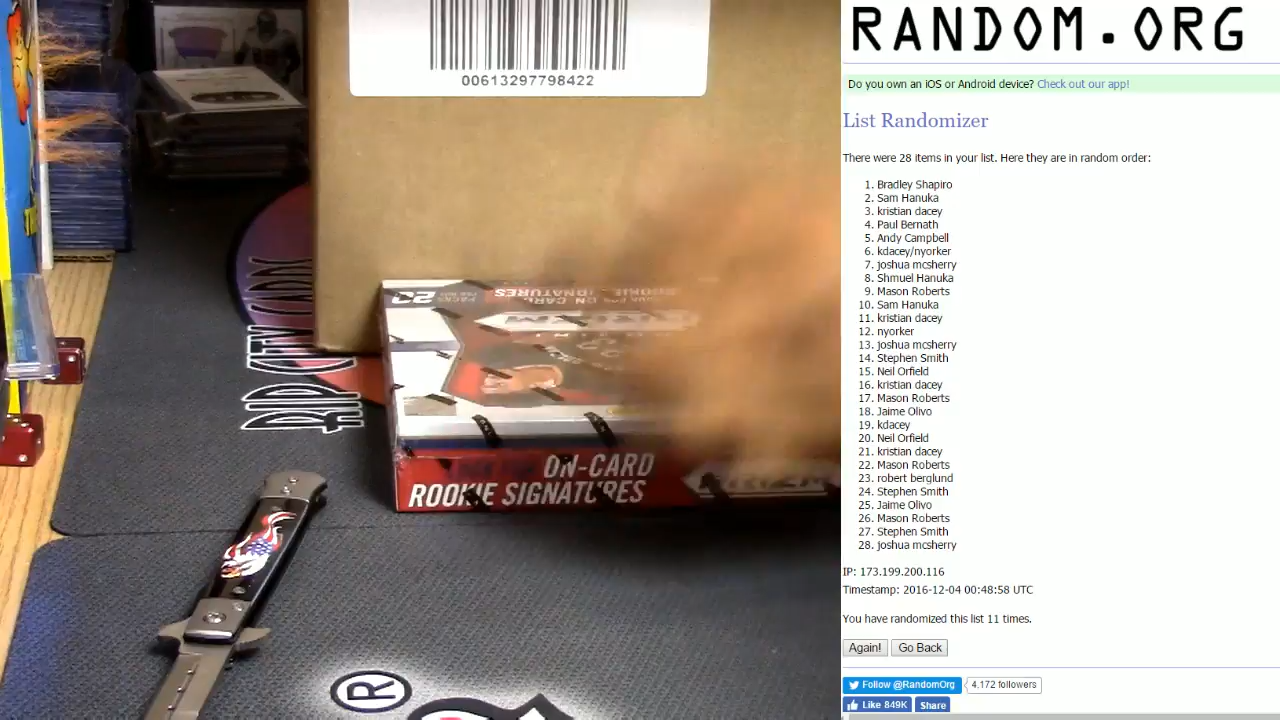 00613297798422
RIP CITY CARDS
ON-CARD
ROOKIE SIGNATURES
PRIZM
®
RANDOM.ORG
Do you own an iOS or Android device? Check out our app!
List Randomizer
There were 28 items in your list. Here they are in random order:
1. Bradley Shapiro
2. Sam Hanuka
3. kristian dacey
4. Paul Bernath
5. Andy Campbell
6. kdacey/nyorker
7. joshua mcsherry
8. Shmuel Hanuka
9. Mason Roberts
10. Sam Hanuka
11. kristian dacey
12. nyorker
13. joshua mcsherry
14. Stephen Smith
15. Neil Orfield
16. kristian dacey
17. Mason Roberts
18. Jaime Olivo
19. kdacey
20. Neil Orfield
21. kristian dacey
22. Mason Roberts
23. robert berglund
24. Stephen Smith
25. Jaime Olivo
26. Mason Roberts
27. Stephen Smith
28. joshua mcsherry
IP: 173.199.200.116
Timestamp: 2016-12-04 00:48:58 UTC
You have randomized this list 11 times.
Again! Go Back
Follow @RandomOrg 4,172 followers
Like 849K Share